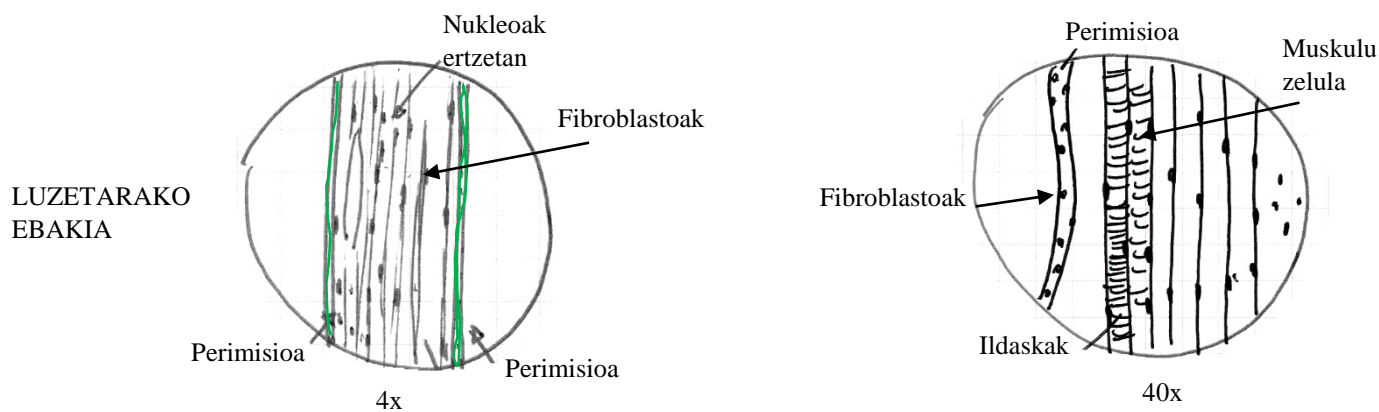 Nukleoak
ertzetan
Fibroblastoak
LUZETARAKO
EBAKIA
Perimisioa
Perimisioa
4x
Perimisioa
Muskulu
zelula
Fibroblastoak
Ildaskak
40x